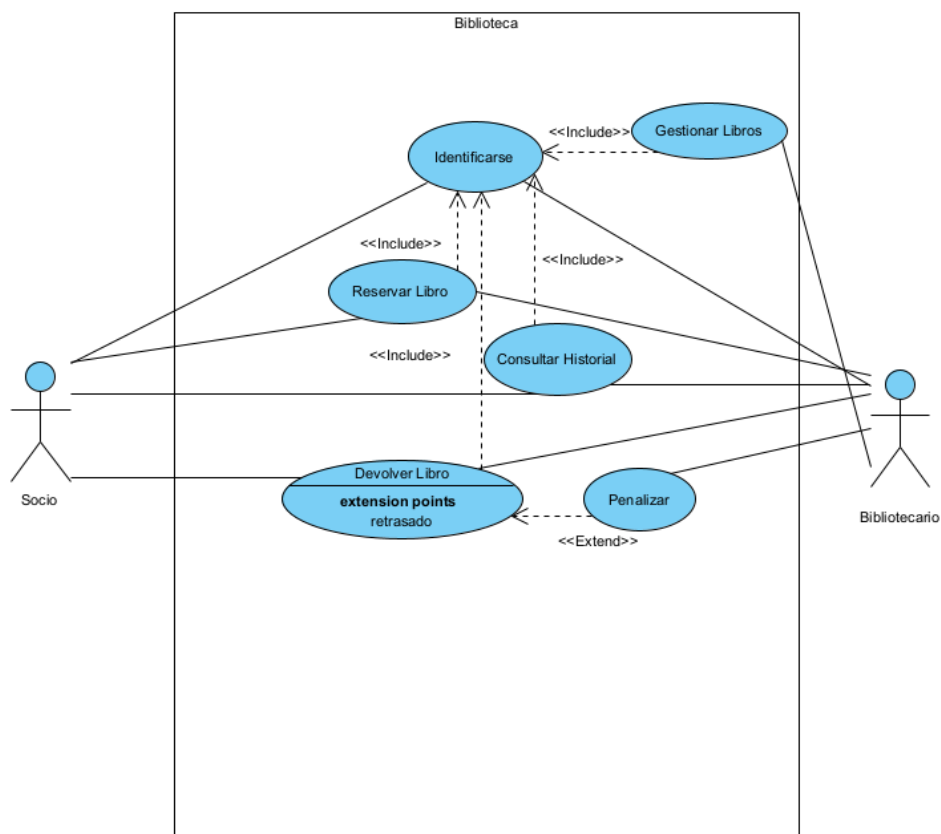 Biblioteca
<<Include>>
Gestionar Libros
Identificarse
<<Include>>
<<Include>>
Reservar Libro
<<Include>>
Consultar Historial
Devolver Libro
extension points
retrasado
Penalizar
<<Extend>>
Socio
Bibliotecario